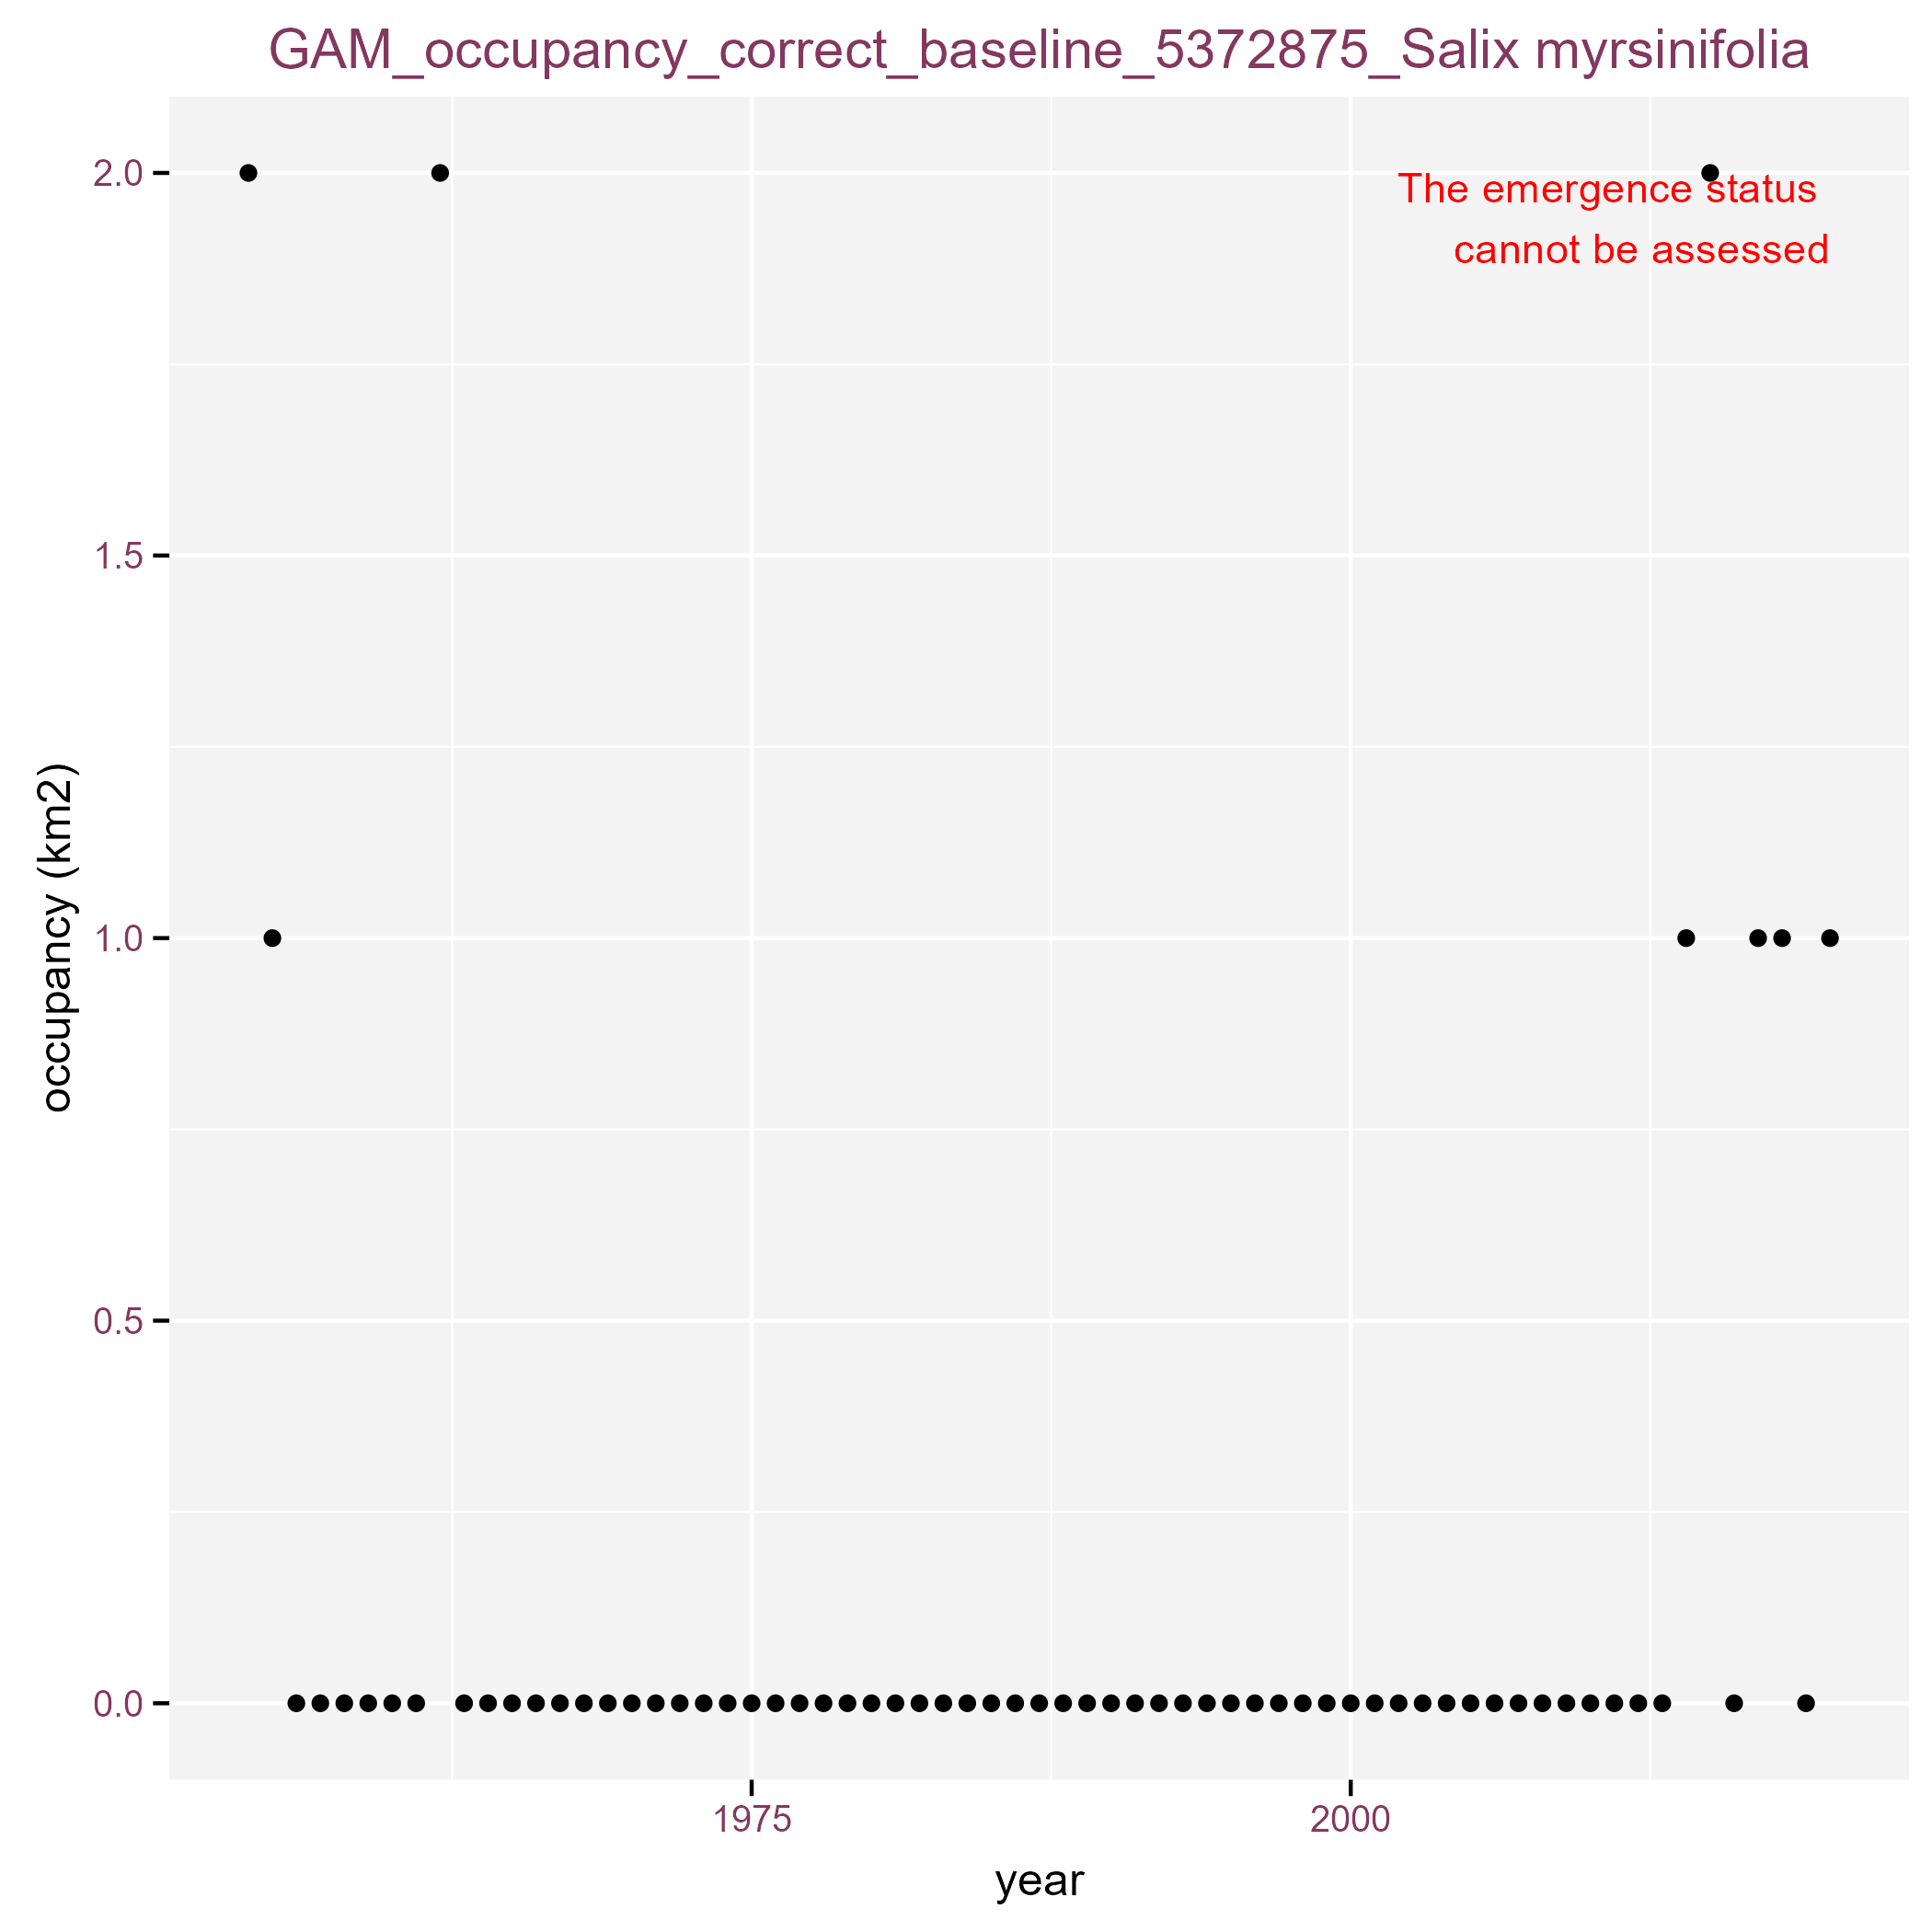 GAM_occupancy_correct_baseline_5372875_Salix myrsinifolia
2.0
The emergence status
cannot be assessed
1.5
occupancy (km2)
1.0
0.5
0.0
1975
2000
year